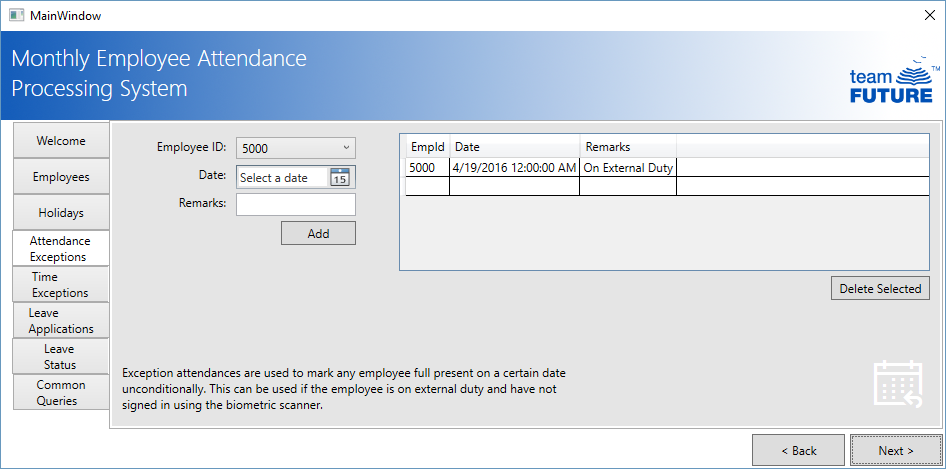 MainWindow
Monthly Employee Attendance
Processing System
team
FUTURE™
Welcome
Employees
Holidays
Attendance
Exceptions
Time
Exceptions
Leave
Applications
Leave
Status
Common
Queries
Employee ID: 5000
Date: Select a date 15
Remarks:
Add
EmpId Date Remarks
5000 4/19/2016 12:00:00 AM On External Duty
Delete Selected
Exception attendances are used to mark any employee full present on a certain date
unconditionally. This can be used if the employee is on external duty and have not
signed in using the biometric scanner.
< Back Next >